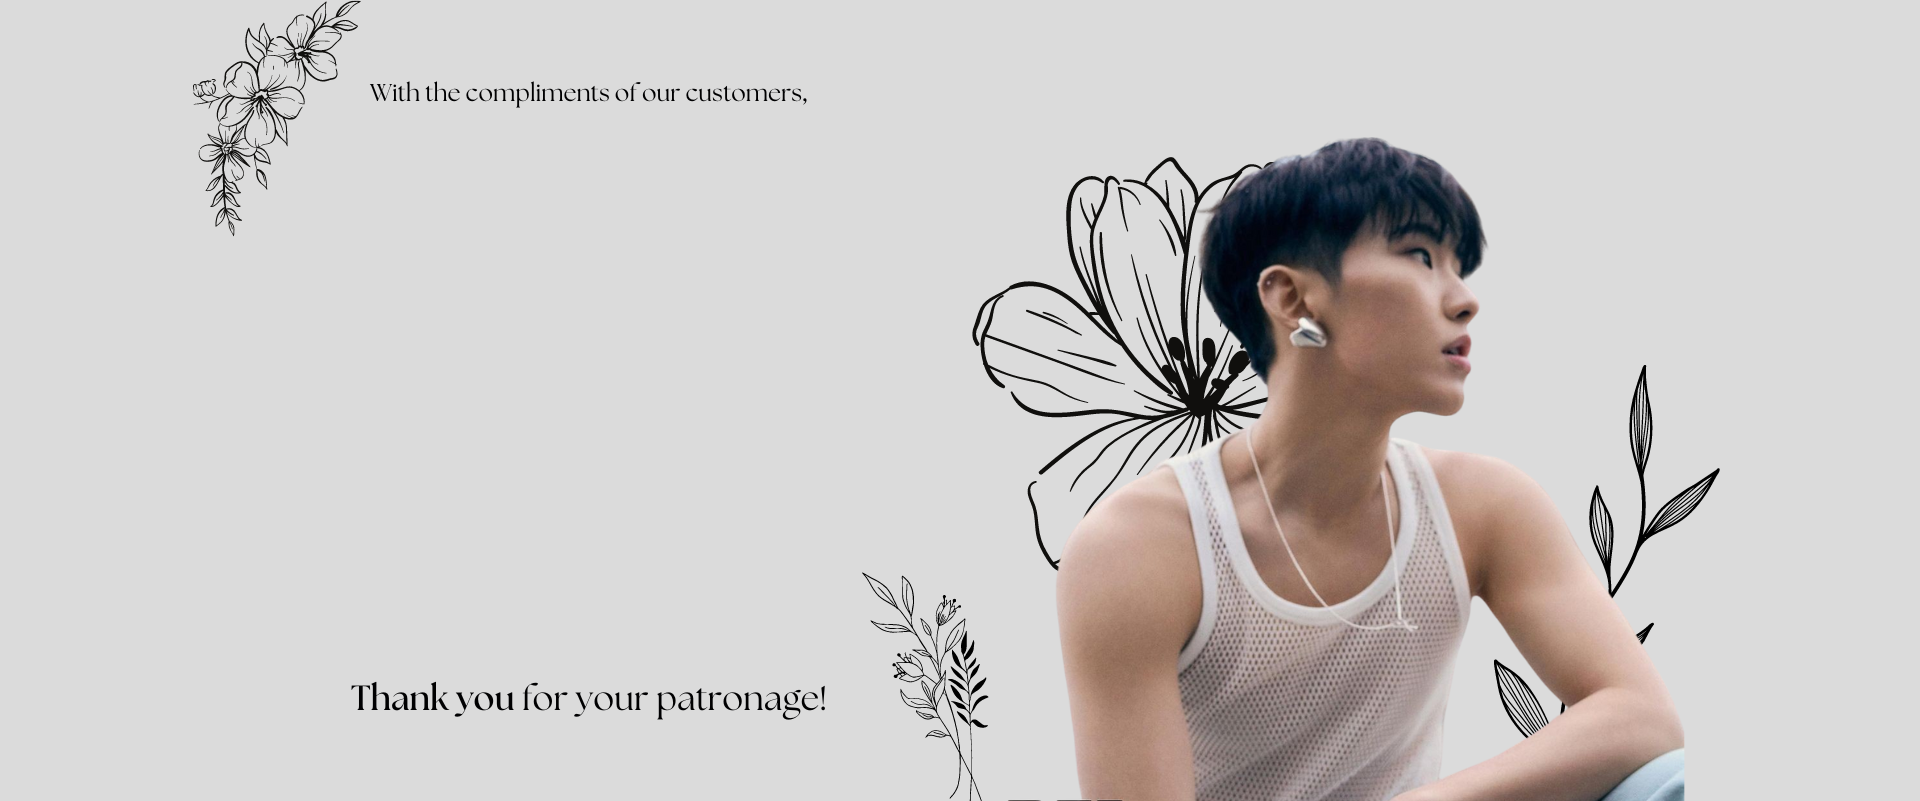 With the compliments of our customers,
Thank you for your patronage!